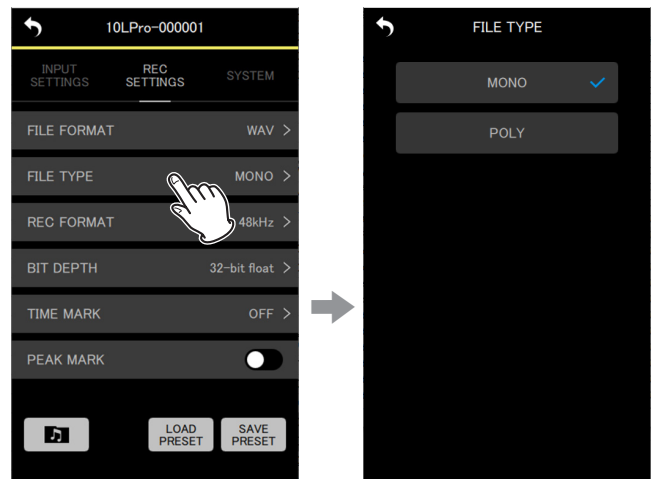 10LPro-000001
INPUT SETTINGS
REC SETTINGS
SYSTEM
FILE FORMAT WAV >
FILE TYPE MONO >
REC FORMAT 48kHz >
BIT DEPTH 32-bit float >
TIME MARK OFF >
PEAK MARK
LOAD PRESET
SAVE PRESET
FILE TYPE
MONO
POLY